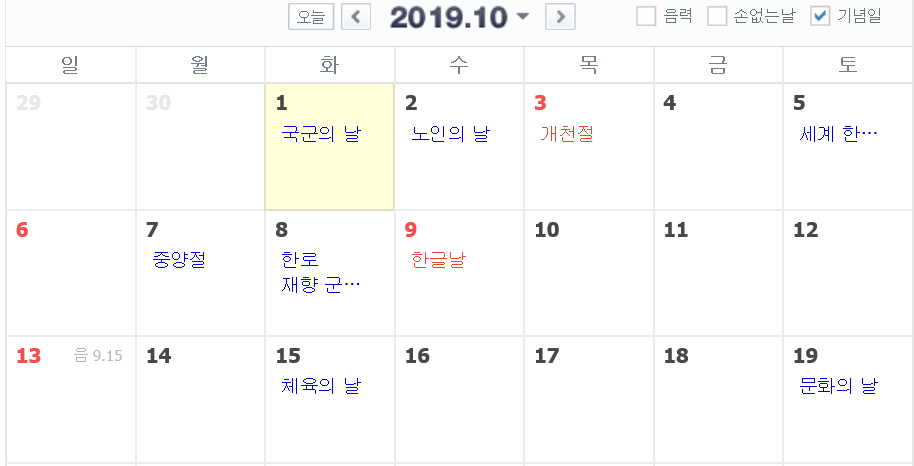 오늘 < 2019.10 > 음력 손없는날 기념일
일 월 화 수 목 금 토
29 30 1 2 3 4 5
국군의 날 노인의 날 개천절 세계 한…
6 7 8 9 10 11 12
중양절 한로 한글날
재향 군…
13 음 9.15 14 15 16 17 18 19
체육의 날 문화의 날